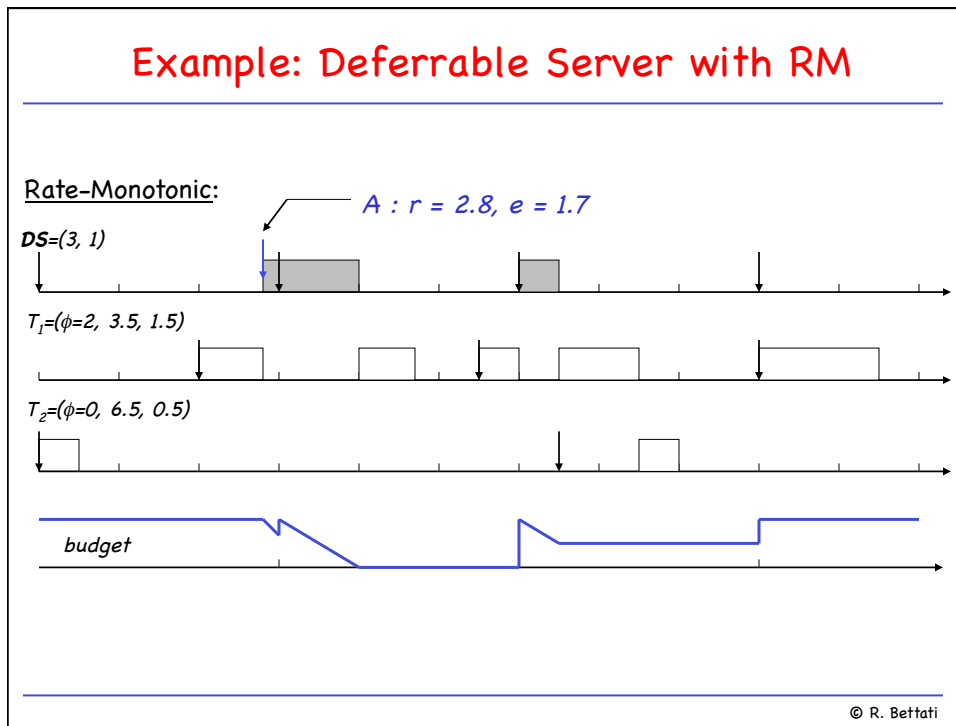 Example: Deferrable Server with RM
Rate-Monotonic:
A : r = 2.8, e = 1.7
DS=(3, 1)
T₁=(ϕ=2, 3.5, 1.5)
T₂=(ϕ=0, 6.5, 0.5)
budget
© R. Bettati